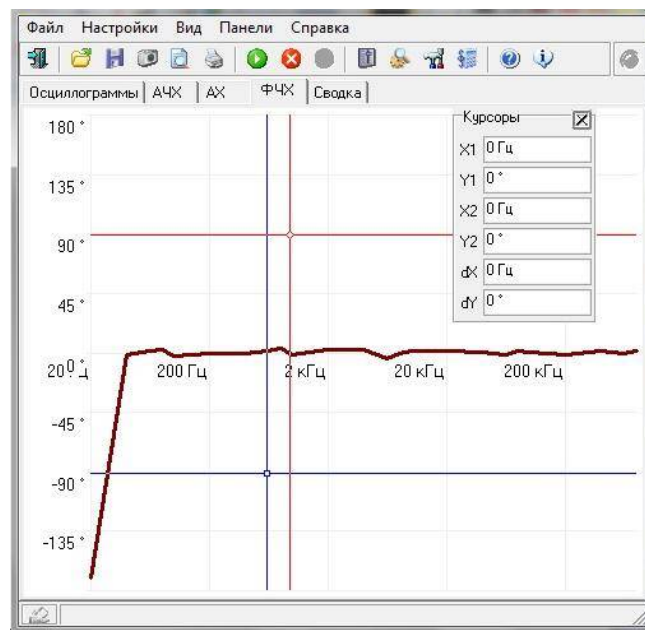 Файл Настройки Вид Панели Справка
Осциллограммы АЧХ АХ ФЧХ Сводка
Курсоры
X1 0 Гц
Y1 0 °
X2 0 Гц
Y2 0 °
dX 0 Гц
dY 0 °
180 °
135 °
90 °
45 °
0 °
200 Гц 2 кГц 20 кГц 200 кГц
-45 °
-90 °
-135 °